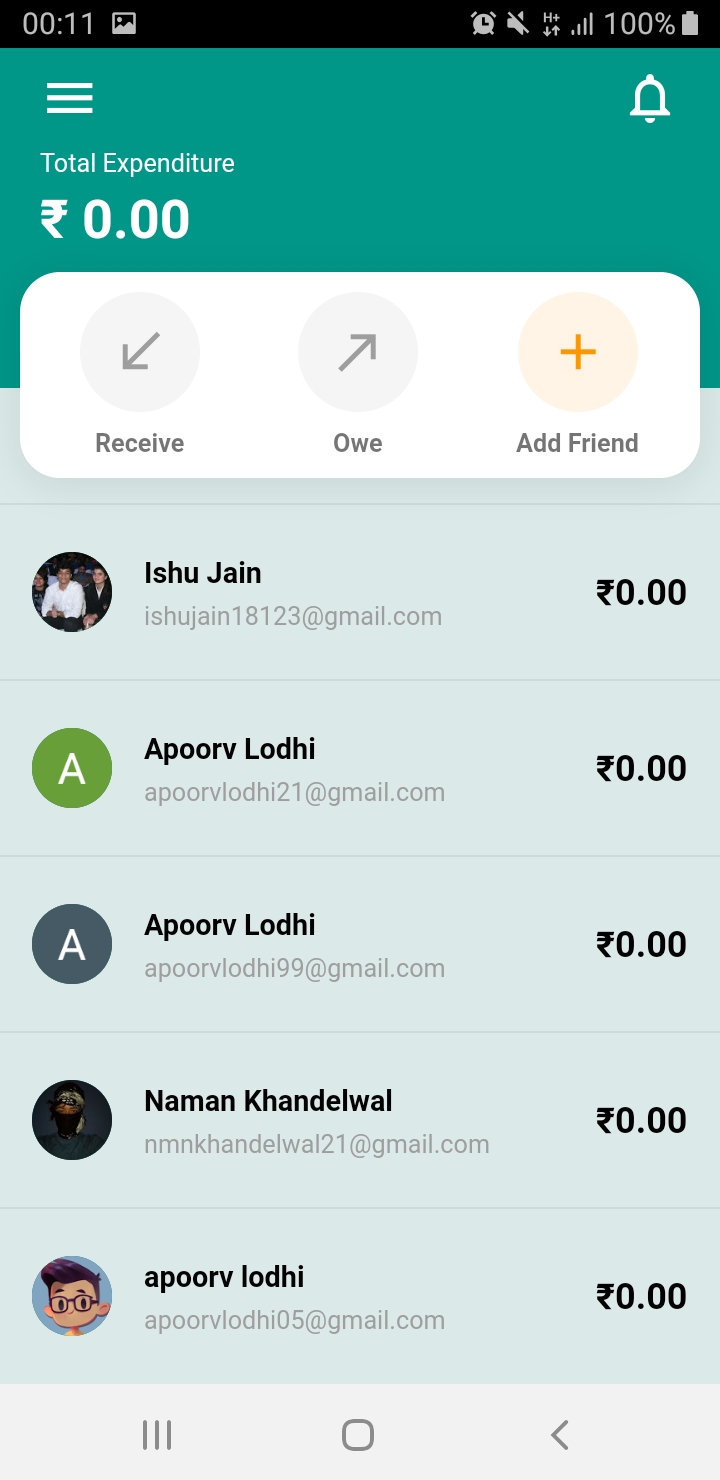 00:11 H+ 100%
Total Expenditure
₹ 0.00
Receive Owe Add Friend
Ishu Jain
ishujain18123@gmail.com
₹0.00
A
Apoorv Lodhi
apoorvlodhi21@gmail.com
₹0.00
A
Apoorv Lodhi
apoorvlodhi99@gmail.com
₹0.00
Naman Khandelwal
nmnkhandelwal21@gmail.com
₹0.00
apoorv lodhi
apoorvlodhi05@gmail.com
₹0.00